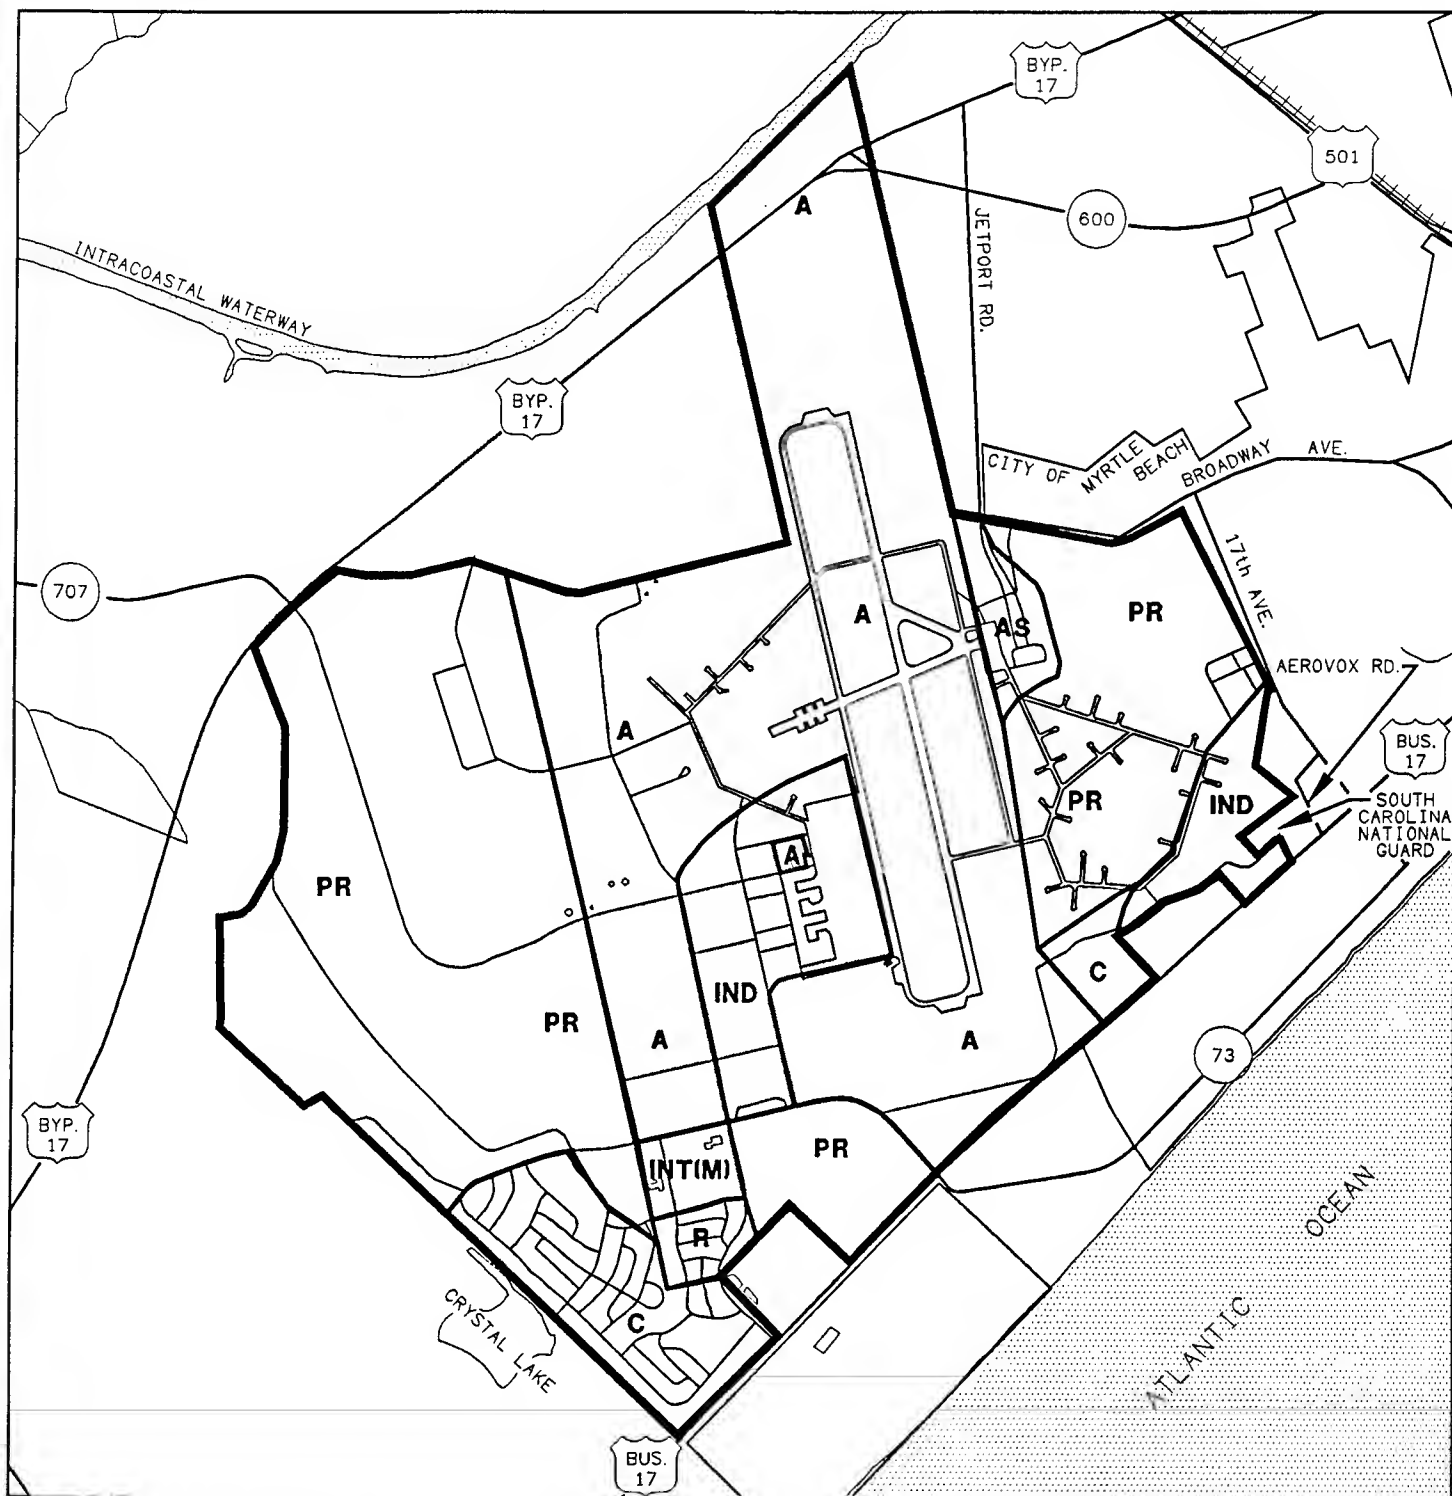 BYP.
17
501
A
600
JETPORT RD.
INTRACOASTAL WATERWAY
BYP.
17
CITY OF MYRTLE BEACH
BROADWAY AVE.
17th AVE.
707
A
AS
PR
AEROVOX RD.
A
BUS.
17
PR
IND
SOUTH
CAROLINA
NATIONAL
GUARD
A
PR
C
IND
PR
A
A
73
BYP.
17
PR
INT(M)
R
CRYSTAL LAKE
C
ATLANTIC OCEAN
BUS.
17